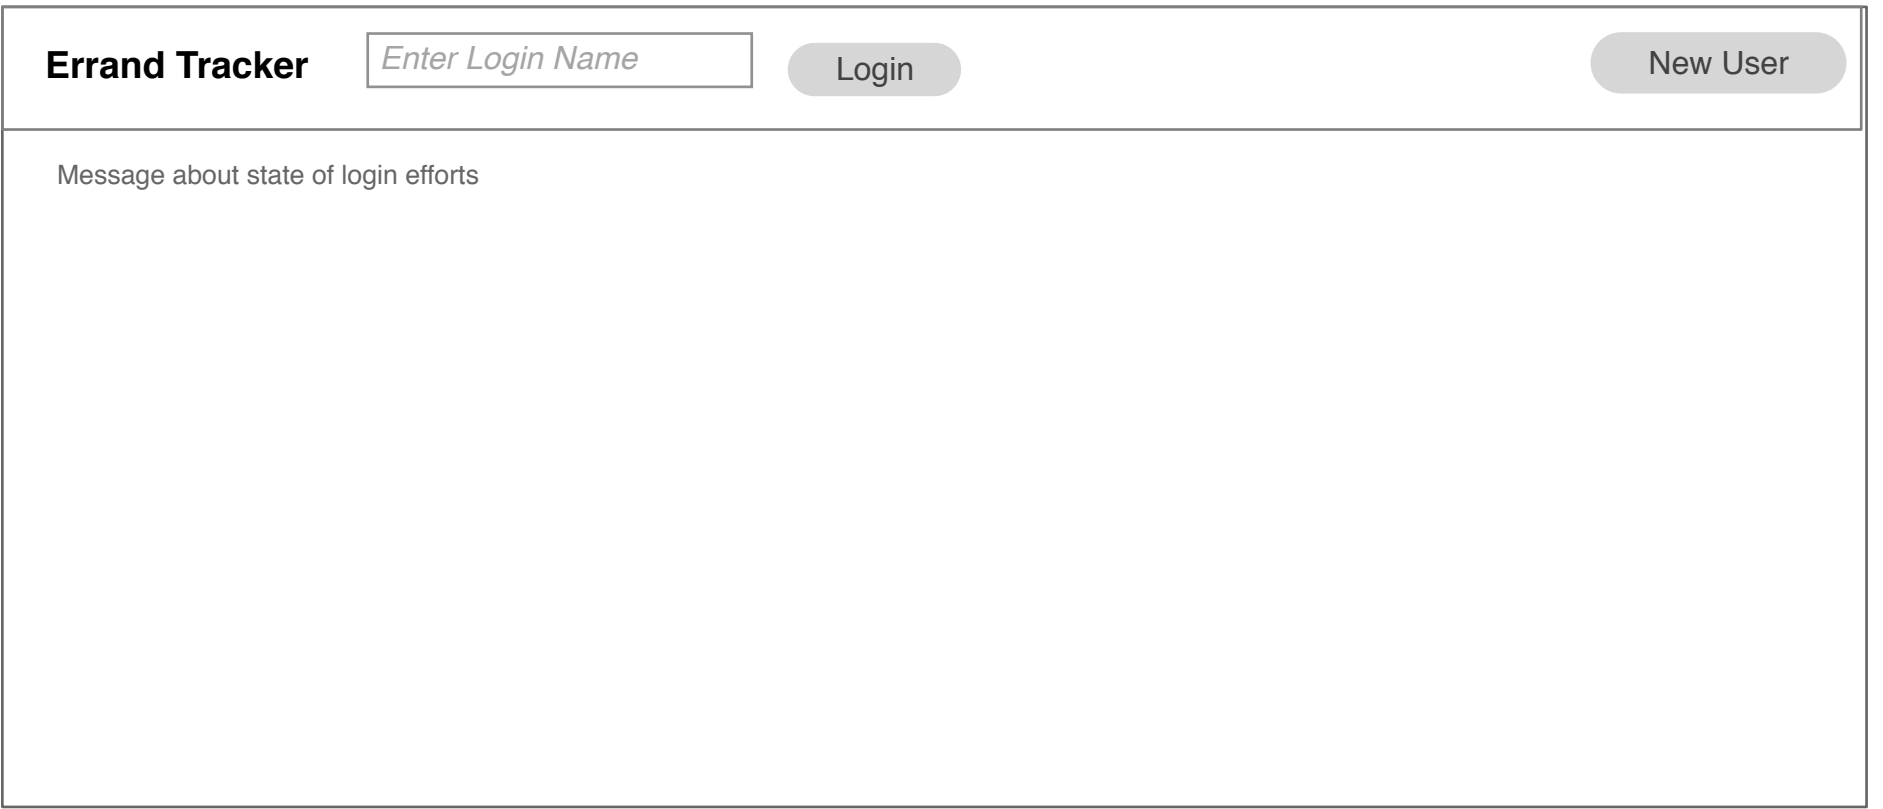 Errand Tracker
Enter Login Name
Login
New User
Message about state of login efforts